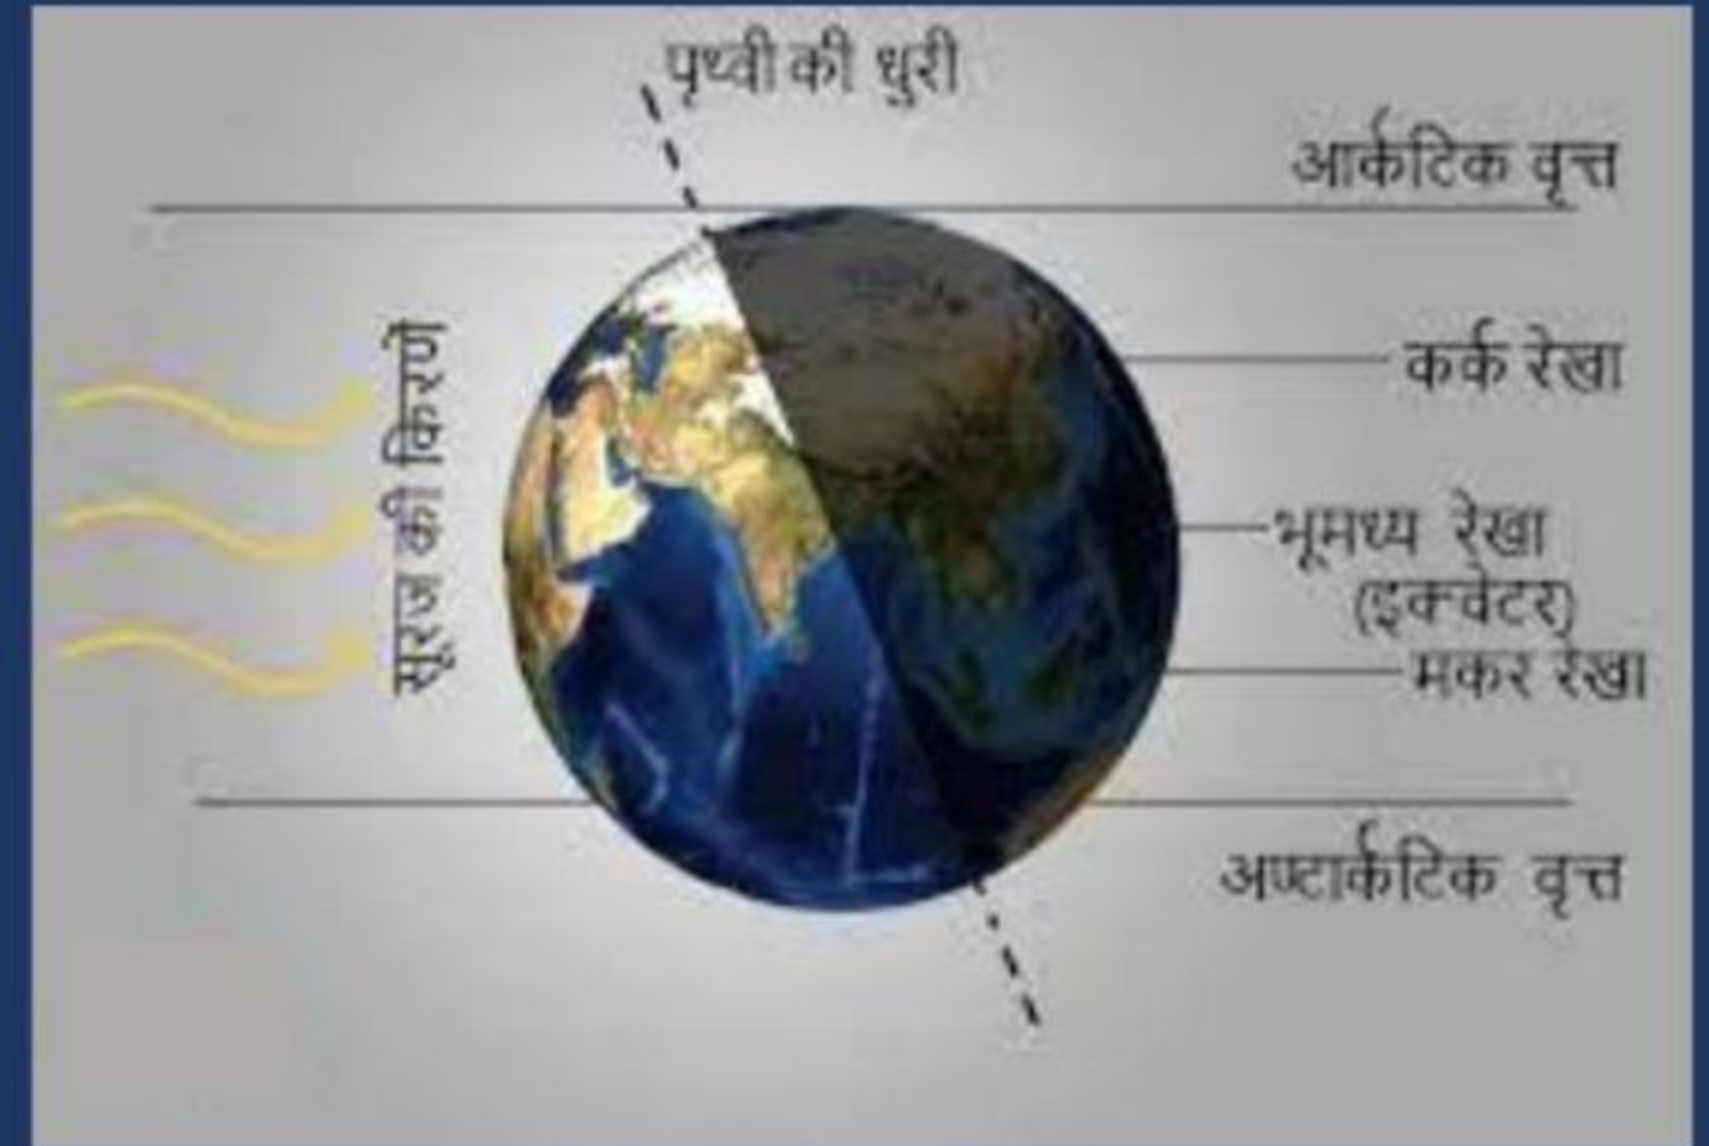 पृथ्वी की धुरी
आर्कटिक वृत्त
सूरज की किरणे
कर्क रेखा
भूमध्य रेखा
(इक्वेटर)
मकर रेखा
अण्टार्कटिक वृत्त